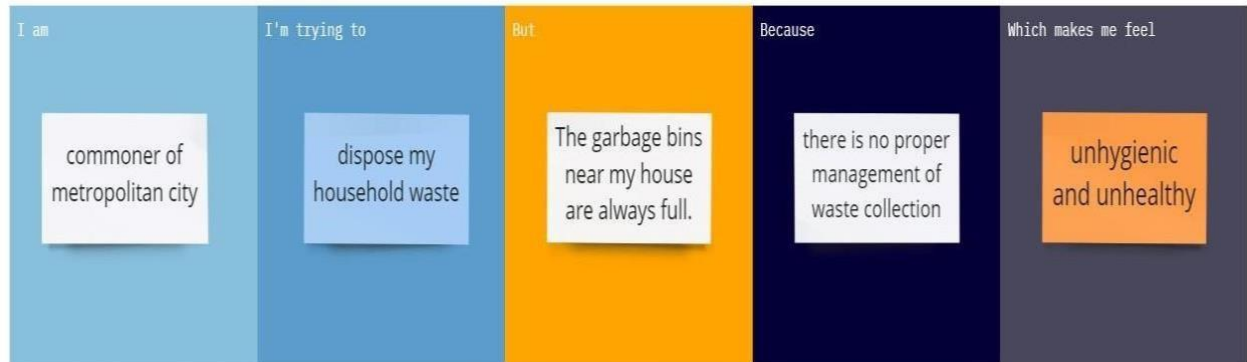 I am
commoner of
metropolitan city
I'm trying to
dispose my
household waste
But
The garbage bins
near my house
are always full.
Because
there is no proper
management of
waste collection
Which makes me feel
unhygienic
and unhealthy